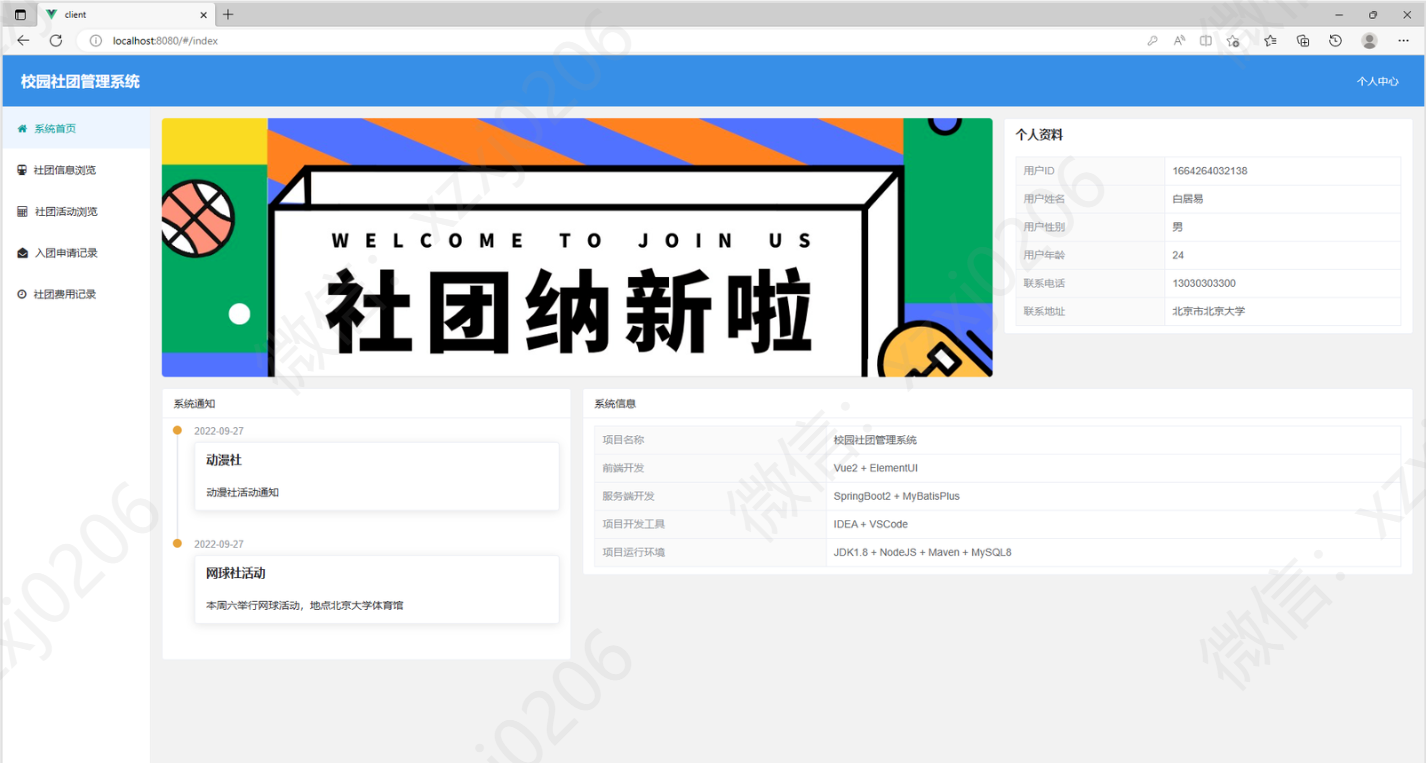 client
localhost:8080/#/index
校园社团管理系统
个人中心
系统首页
社团信息浏览
社团活动浏览
入团申请记录
社团费用记录
WELCOME TO JOIN US
社团纳新啦
个人资料
用户ID 1664264032138
用户姓名 白居易
用户性别 男
用户年龄 24
联系电话 13030303300
联系地址 北京市北京大学
系统通知
2022-09-27
动漫社
动漫社活动通知
2022-09-27
网球社活动
本周六举行网球活动，地点北京大学体育馆
系统信息
项目名称 校园社团管理系统
前端开发 Vue2 + ElementUI
服务端开发 SpringBoot2 + MyBatisPlus
项目开发工具 IDEA + VSCode
项目运行环境 JDK1.8 + NodeJS + Maven + MySQL8
微信：xzxj0206
微信：xzxj0206
微信：